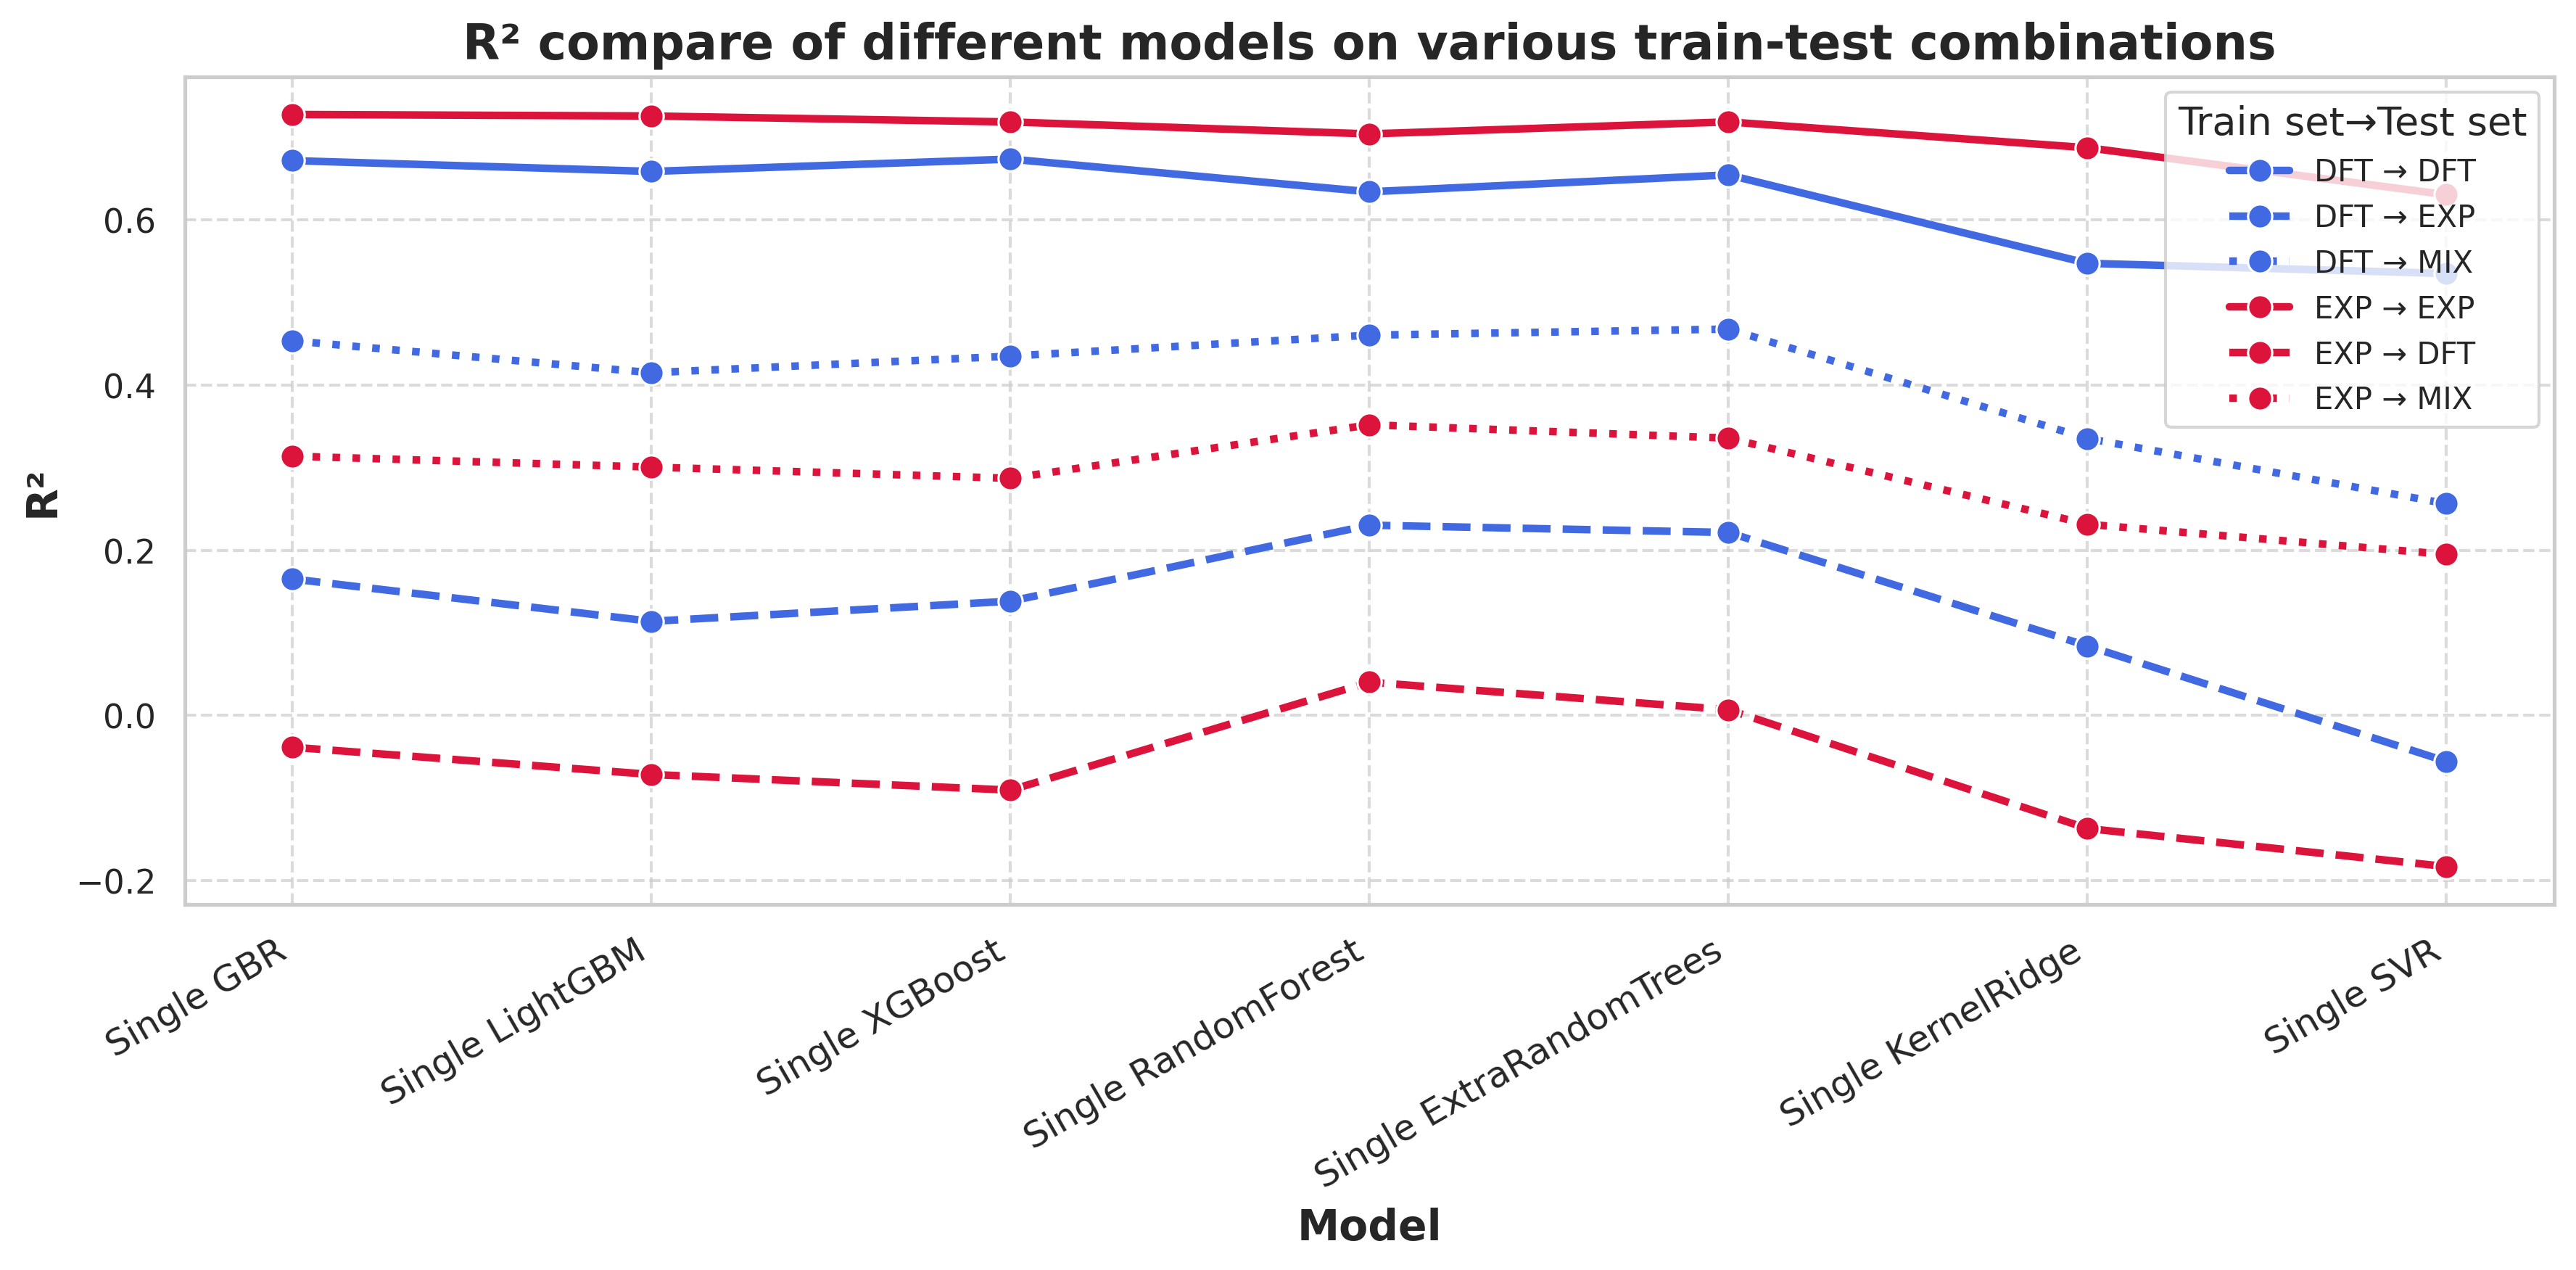 R² compare of different models on various train-test combinations
Train set→Test set
DFT → DFT
DFT → EXP
DFT → MIX
EXP → EXP
EXP → DFT
EXP → MIX
R²
0.6
0.4
0.2
0.0
−0.2
Single GBR
Single LightGBM
Single XGBoost
Single RandomForest
Single ExtraRandomTrees
Single KernelRidge
Single SVR
Model